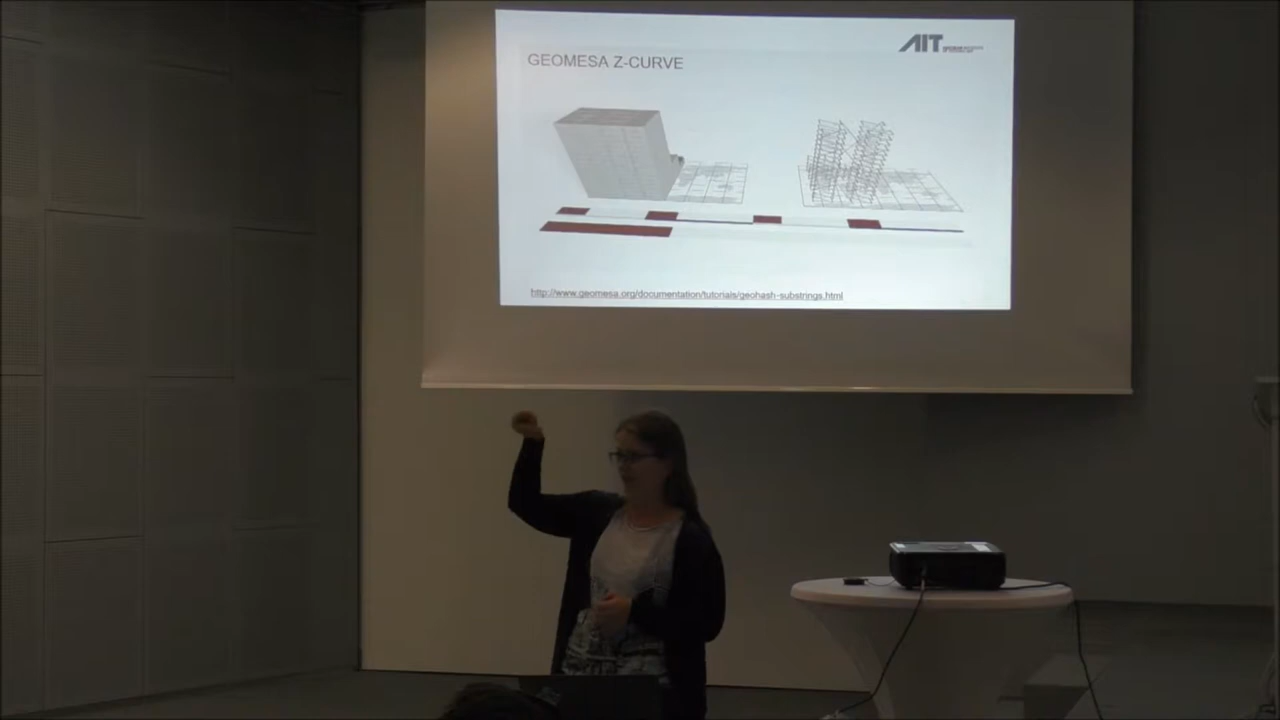 AIT
GEOMESA Z-CURVE
http://www.geomesa.org/documentation/tutorials/geohash-substrings.html